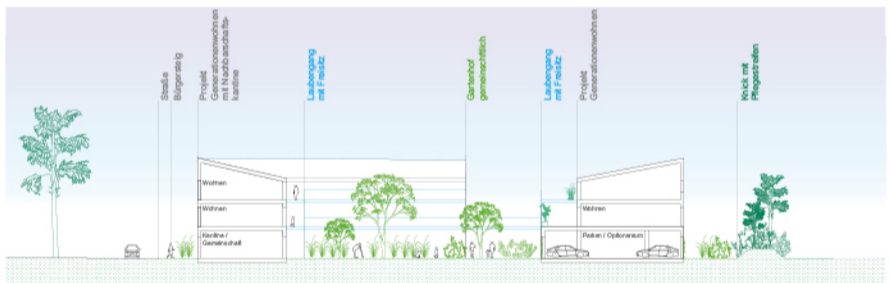 Straße
Bürgersteig
Projekt
Generationenwohnen
mit Nachbarschafts-
kantine
Laubengang
mit Freisitz
Gartenhof
gemeinschaftlich
Laubengang
mit Freisitz
Projekt
Generationenwohnen
Knick mit
Pflegestreifen
Wohnen
Wohnen
Kantine /
Gemeinschaft
Wohnen
Parken / Optionsraum